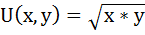 U(x,y) = √x * y